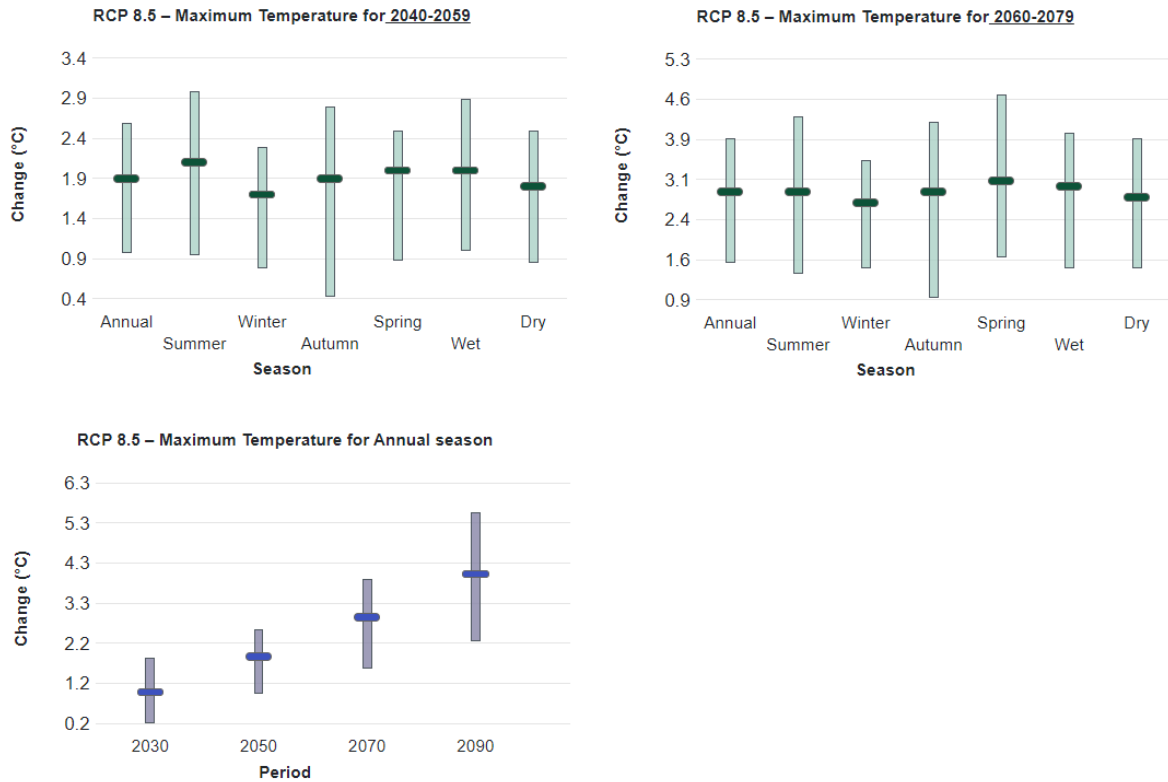 RCP 8.5 – Maximum Temperature for 2040-2059
3.4
2.9
2.4
1.9
1.4
0.9
0.4
Change (°C)
Annual
Summer
Winter
Autumn
Spring
Wet
Dry
Season
RCP 8.5 – Maximum Temperature for 2060-2079
5.3
4.6
3.9
3.1
2.4
1.6
0.9
Change (°C)
Annual
Summer
Winter
Autumn
Spring
Wet
Dry
Season
RCP 8.5 – Maximum Temperature for Annual season
6.3
5.3
4.3
3.3
2.2
1.2
0.2
Change (°C)
2030
2050
2070
2090
Period